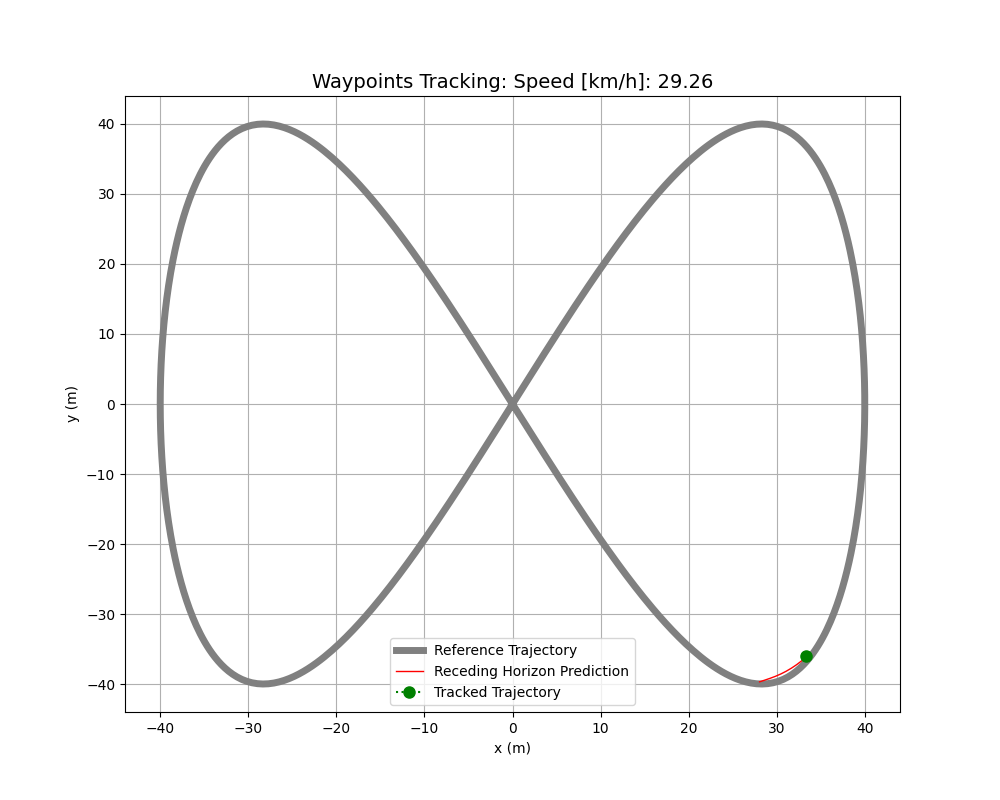 Waypoints Tracking: Speed [km/h]: 29.26
40
30
20
10
0
−10
−20
−30
−40
y (m)
Reference Trajectory
Receding Horizon Prediction
Tracked Trajectory
−40 −30 −20 −10 0 10 20 30 40
x (m)